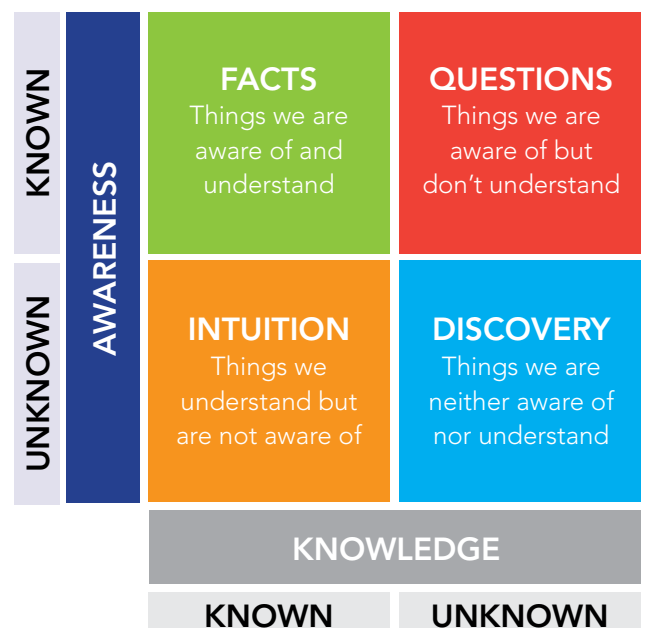 KNOWN
AWARENESS
FACTS
Things we are
aware of and
understand
QUESTIONS
Things we are
aware of but
don't understand
UNKNOWN
INTUITION
Things we
understand but
are not aware of
DISCOVERY
Things we are
neither aware of
nor understand
KNOWLEDGE
KNOWN
UNKNOWN